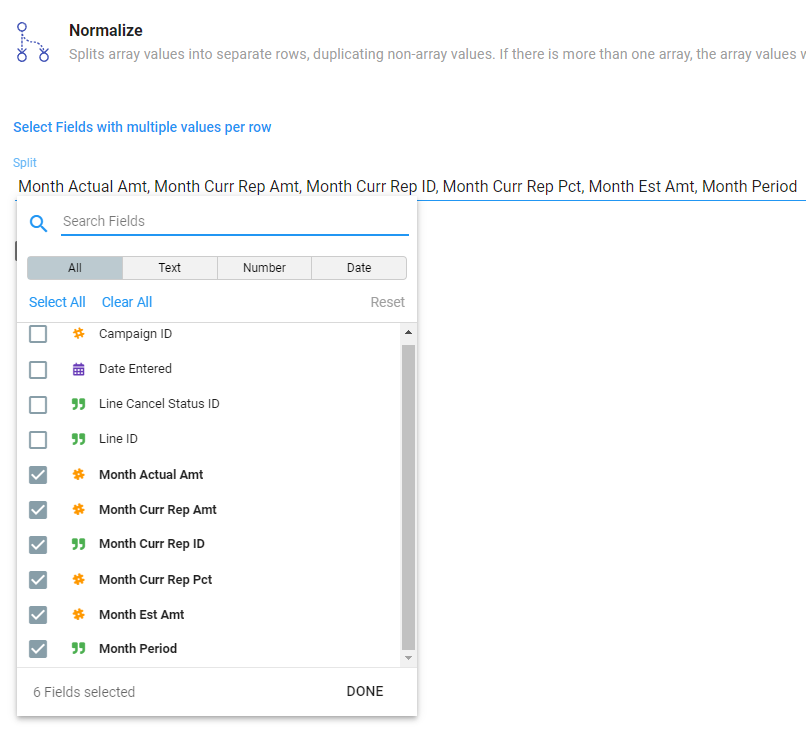 Normalize
Splits array values into separate rows, duplicating non-array values. If there is more than one array, the array values w
Select Fields with multiple values per row
Split
Month Actual Amt, Month Curr Rep Amt, Month Curr Rep ID, Month Curr Rep Pct, Month Est Amt, Month Period
Search Fields
All Text Number Date
Select All Clear All Reset
Campaign ID
Date Entered
Line Cancel Status ID
Line ID
Month Actual Amt
Month Curr Rep Amt
Month Curr Rep ID
Month Curr Rep Pct
Month Est Amt
Month Period
6 Fields selected DONE